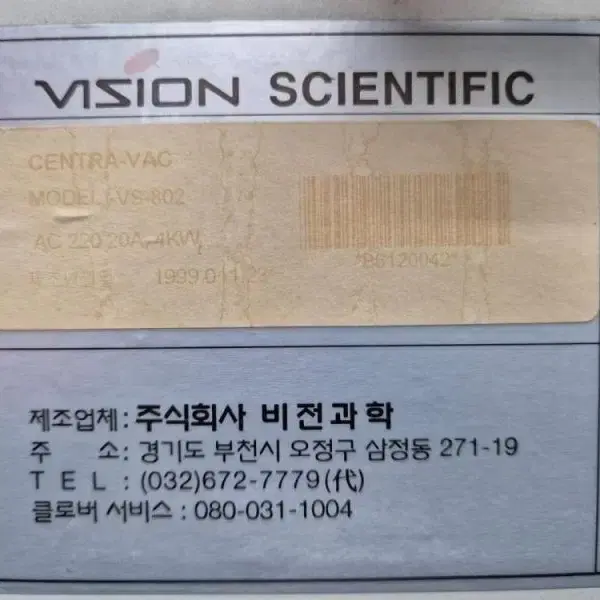 VISION SCIENTIFIC
CENTRA-VAC
MODEL : VS-802
AC 220 20A, 4KW,
*B6120042*
제조업체 : 주식회사 비전과학
주 소 : 경기도 부천시 오정구 삼정동 271-19
T E L : (032)672-7779(代)
클로버 서비스 : 080-031-1004